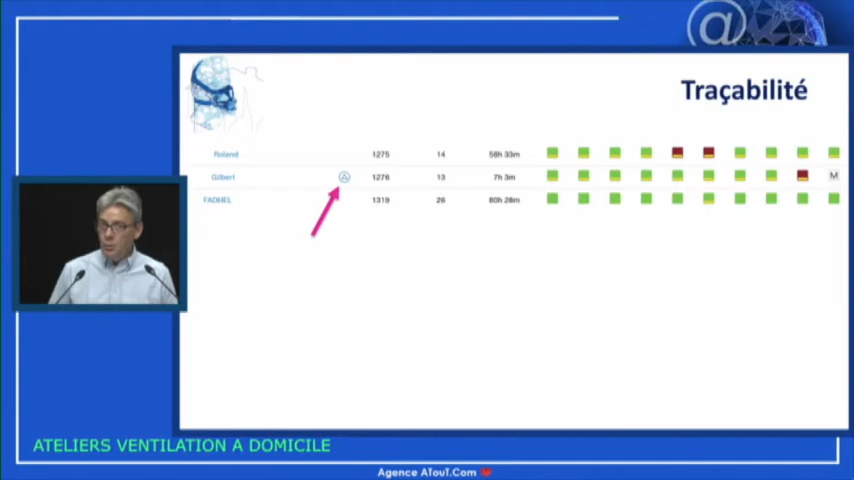 @
Traçabilité
Roland 1275 14 58h 33m
Gilbert 1276 13 7h 3m M
FADHEL 1319 26 80h 28m
ATELIERS VENTILATION A DOMICILE
Agence ATouT.Com